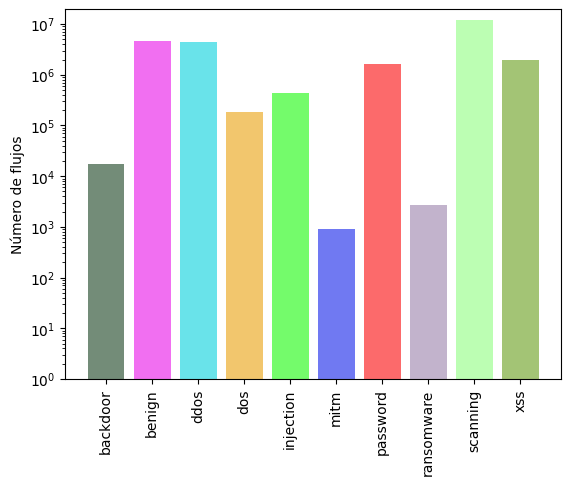 Número de flujos
10⁷
10⁶
10⁵
10⁴
10³
10²
10¹
10⁰
backdoor
benign
ddos
dos
injection
mitm
password
ransomware
scanning
xss